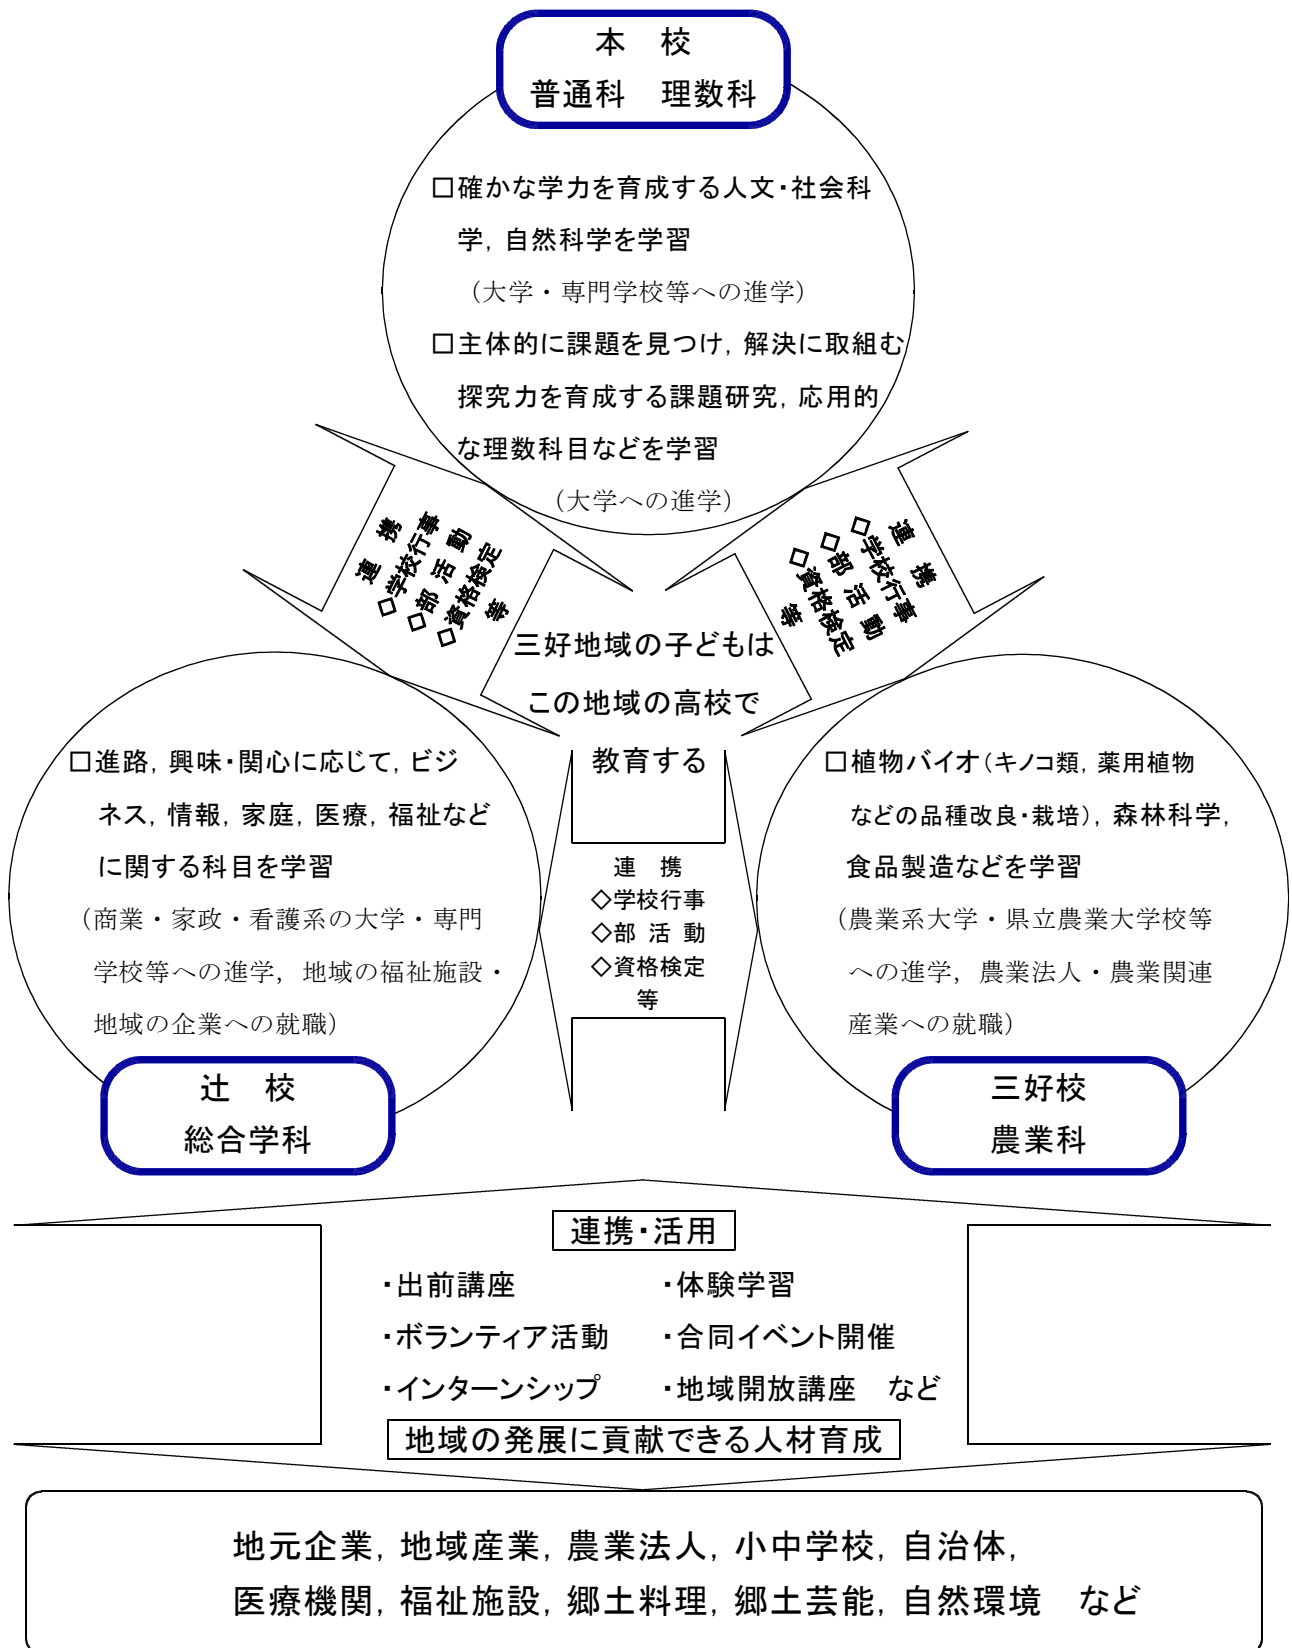 本　校
普通科　理数科
□確かな学力を育成する人文・社会科
学，自然科学を学習
（大学・専門学校等への進学）
□主体的に課題を見つけ，解決に取組む
探究力を育成する課題研究，応用的
な理数科目などを学習
（大学への進学）
連　携
◇学校行事
◇部 活 動
◇資格検定
等
連　携
◇学校行事
◇部 活 動
◇資格検定
等
三好地域の子どもは
この地域の高校で
教育する
□進路，興味・関心に応じて，ビジ
ネス，情報，家庭，医療，福祉など
に関する科目を学習
（商業・家政・看護系の大学・専門
学校等への進学，地域の福祉施設・
地域の企業への就職）
辻　校
総合学科
連　携
◇学校行事
◇部 活 動
◇資格検定
等
□植物バイオ（キノコ類，薬用植物
などの品種改良・栽培），森林科学，
食品製造などを学習
（農業系大学・県立農業大学校等
への進学，農業法人・農業関連
産業への就職）
三好校
農業科
連携・活用
・出前講座　・体験学習
・ボランティア活動　・合同イベント開催
・インターンシップ　・地域開放講座　など
地域の発展に貢献できる人材育成
地元企業，地域産業，農業法人，小中学校，自治体，
医療機関，福祉施設，郷土料理，郷土芸能，自然環境　など